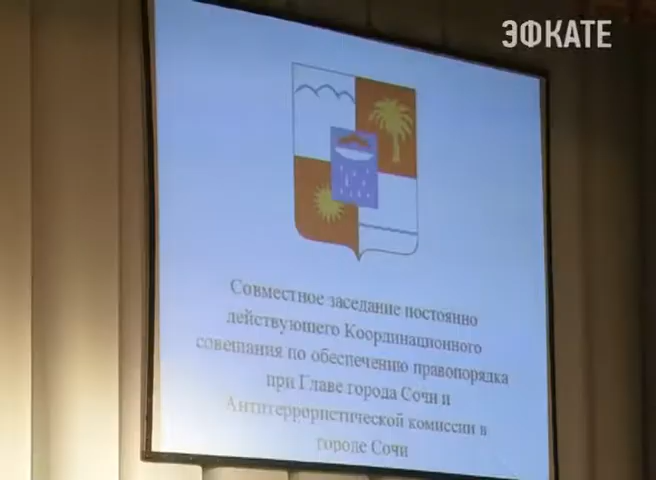 ЭФКАТЕ
Совместное заседание постоянно
действующего Координационного
совещания по обеспечению правопорядка
при Главе города Сочи и
Антитеррористической комиссии в
городе Сочи